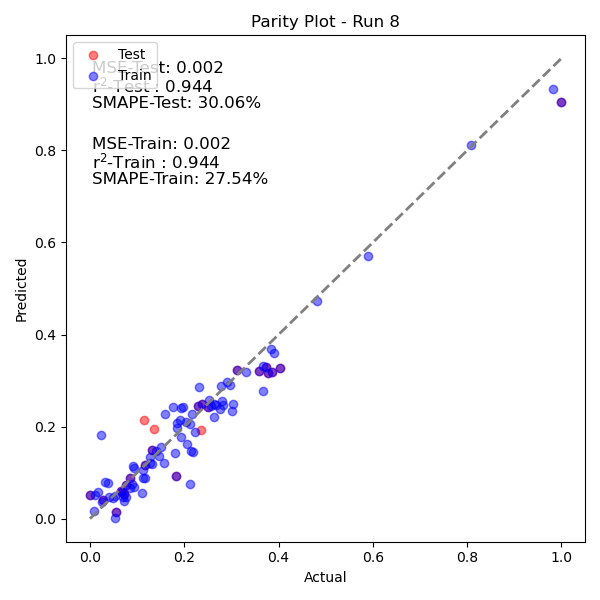 Parity Plot - Run 8
Test
Train
MSE-Test: 0.002
r²-Test : 0.944
SMAPE-Test: 30.06%
MSE-Train: 0.002
r²-Train : 0.944
SMAPE-Train: 27.54%
Predicted
1.0
0.8
0.6
0.4
0.2
0.0
0.0 0.2 0.4 0.6 0.8 1.0
Actual